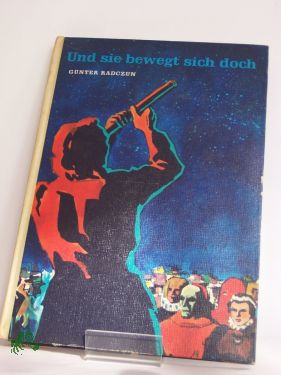 Und sie bewegt sich doch
GÜNTER RADCZUN